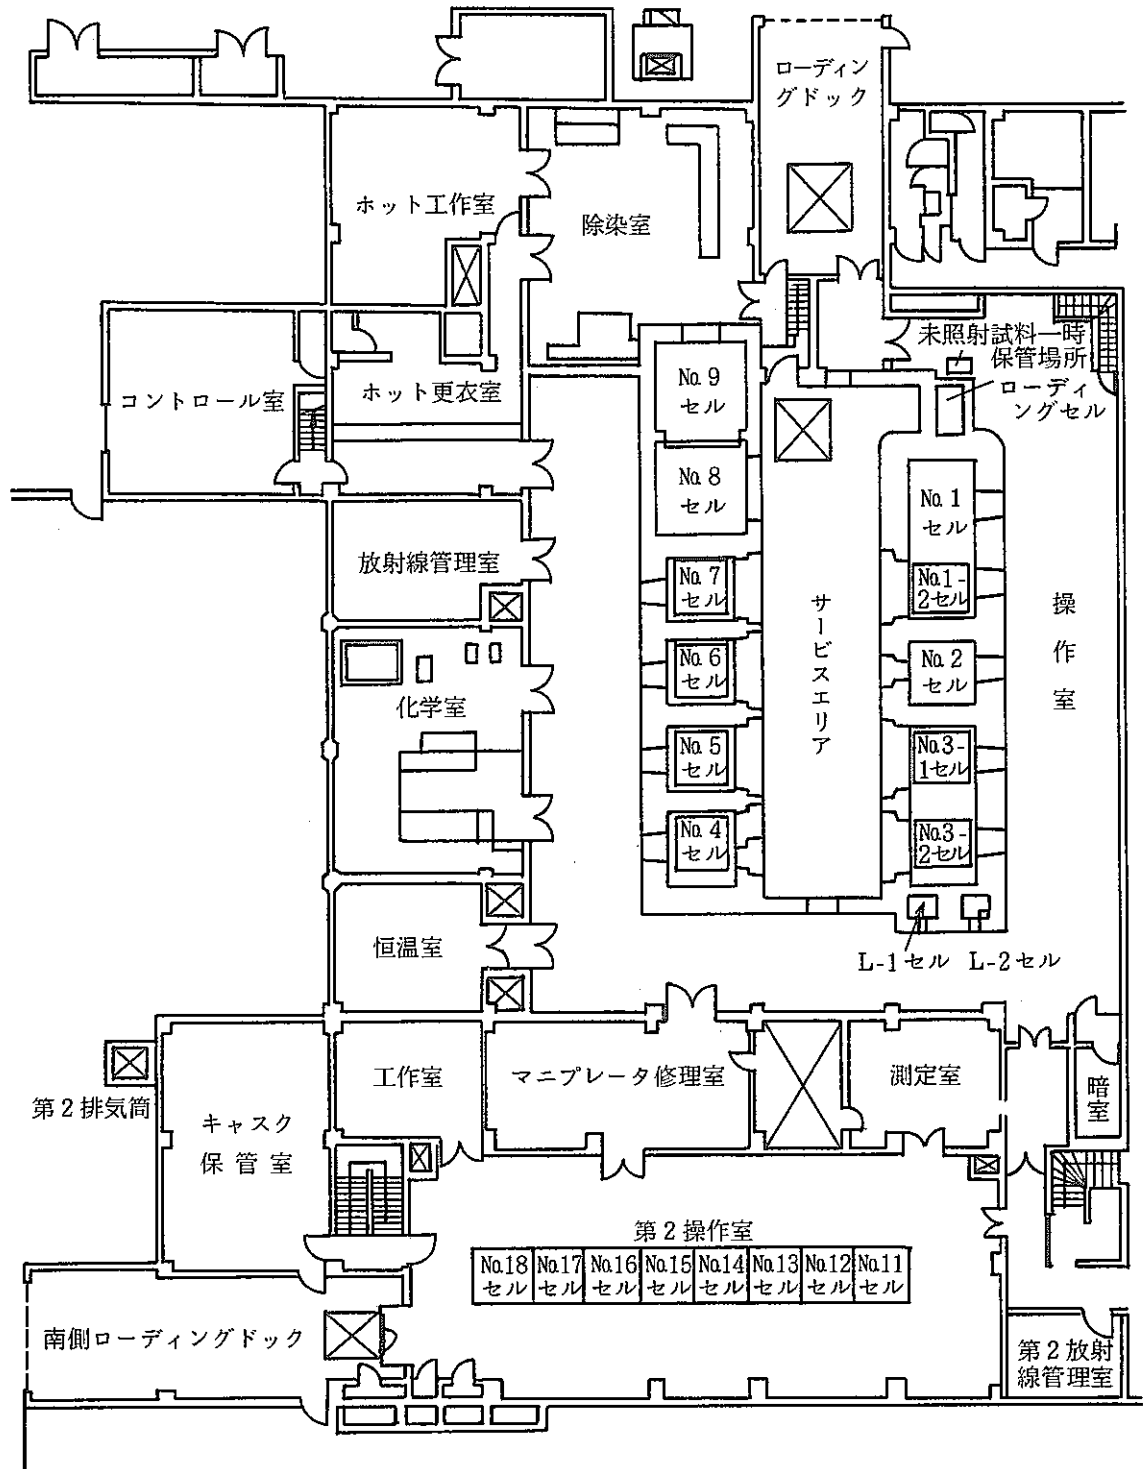 ローディン
グドック
ホット工作室
除染室
未照射試料一時
保管場所
ローディ
ングセル
コントロール室
ホット更衣室
No.9
セル
No.8
セル
No.1
セル
放射線管理室
No.7
セル
No.1-
2セル
サービスエリア
操作室
No.6
セル
No.2
セル
化学室
No.5
セル
No.3-
1セル
No.4
セル
No.3-
2セル
恒温室
L-1セル
L-2セル
工作室
マニプレータ修理室
測定室
暗室
第2排気筒
キャスク
保管室
第2操作室
No.18
セル
No.17
セル
No.16
セル
No.15
セル
No.14
セル
No.13
セル
No.12
セル
No.11
セル
南側ローディングドック
第2放射
線管理室